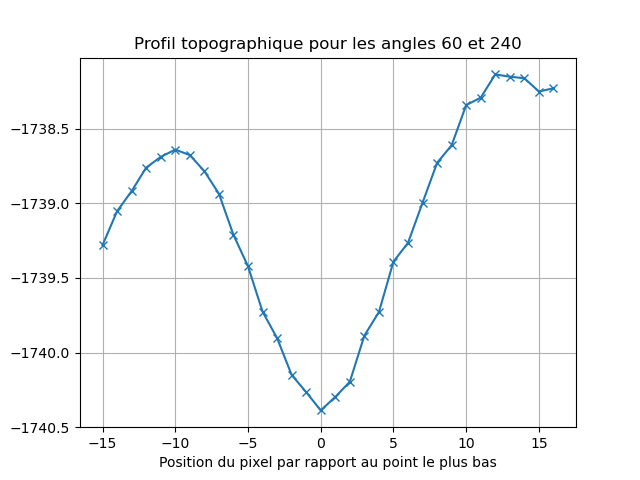 Profil topographique pour les angles 60 et 240
−1738.5
−1739.0
−1739.5
−1740.0
−1740.5
−15 −10 −5 0 5 10 15
Position du pixel par rapport au point le plus bas